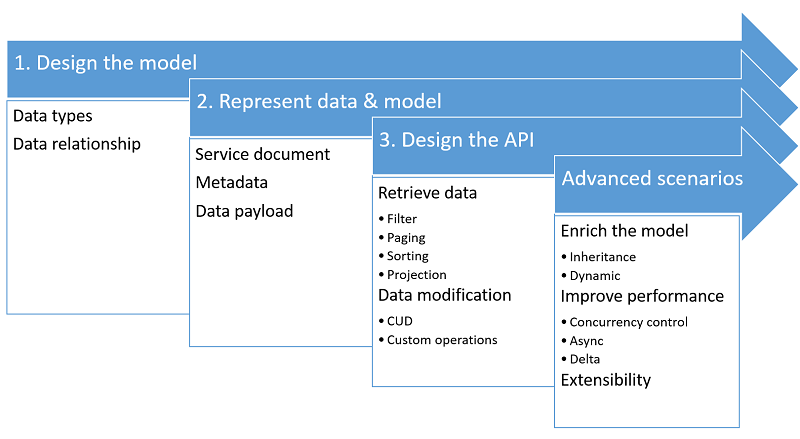 1. Design the model
Data types
Data relationship
2. Represent data & model
Service document
Metadata
Data payload
3. Design the API
Retrieve data
• Filter
• Paging
• Sorting
• Projection
Data modification
• CUD
• Custom operations
Advanced scenarios
Enrich the model
• Inheritance
• Dynamic
Improve performance
• Concurrency control
• Async
• Delta
Extensibility